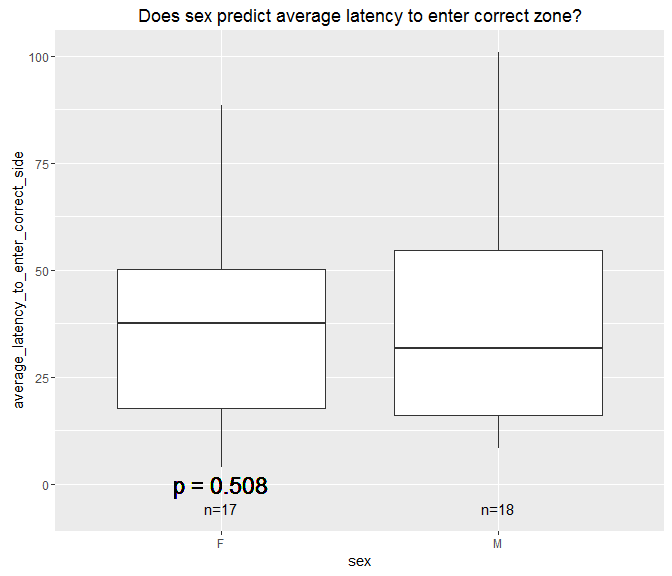 Does sex predict average latency to enter correct zone?
average_latency_to_enter_correct_side
100
75
50
25
0
p = 0.508
n=17
n=18
F
M
sex